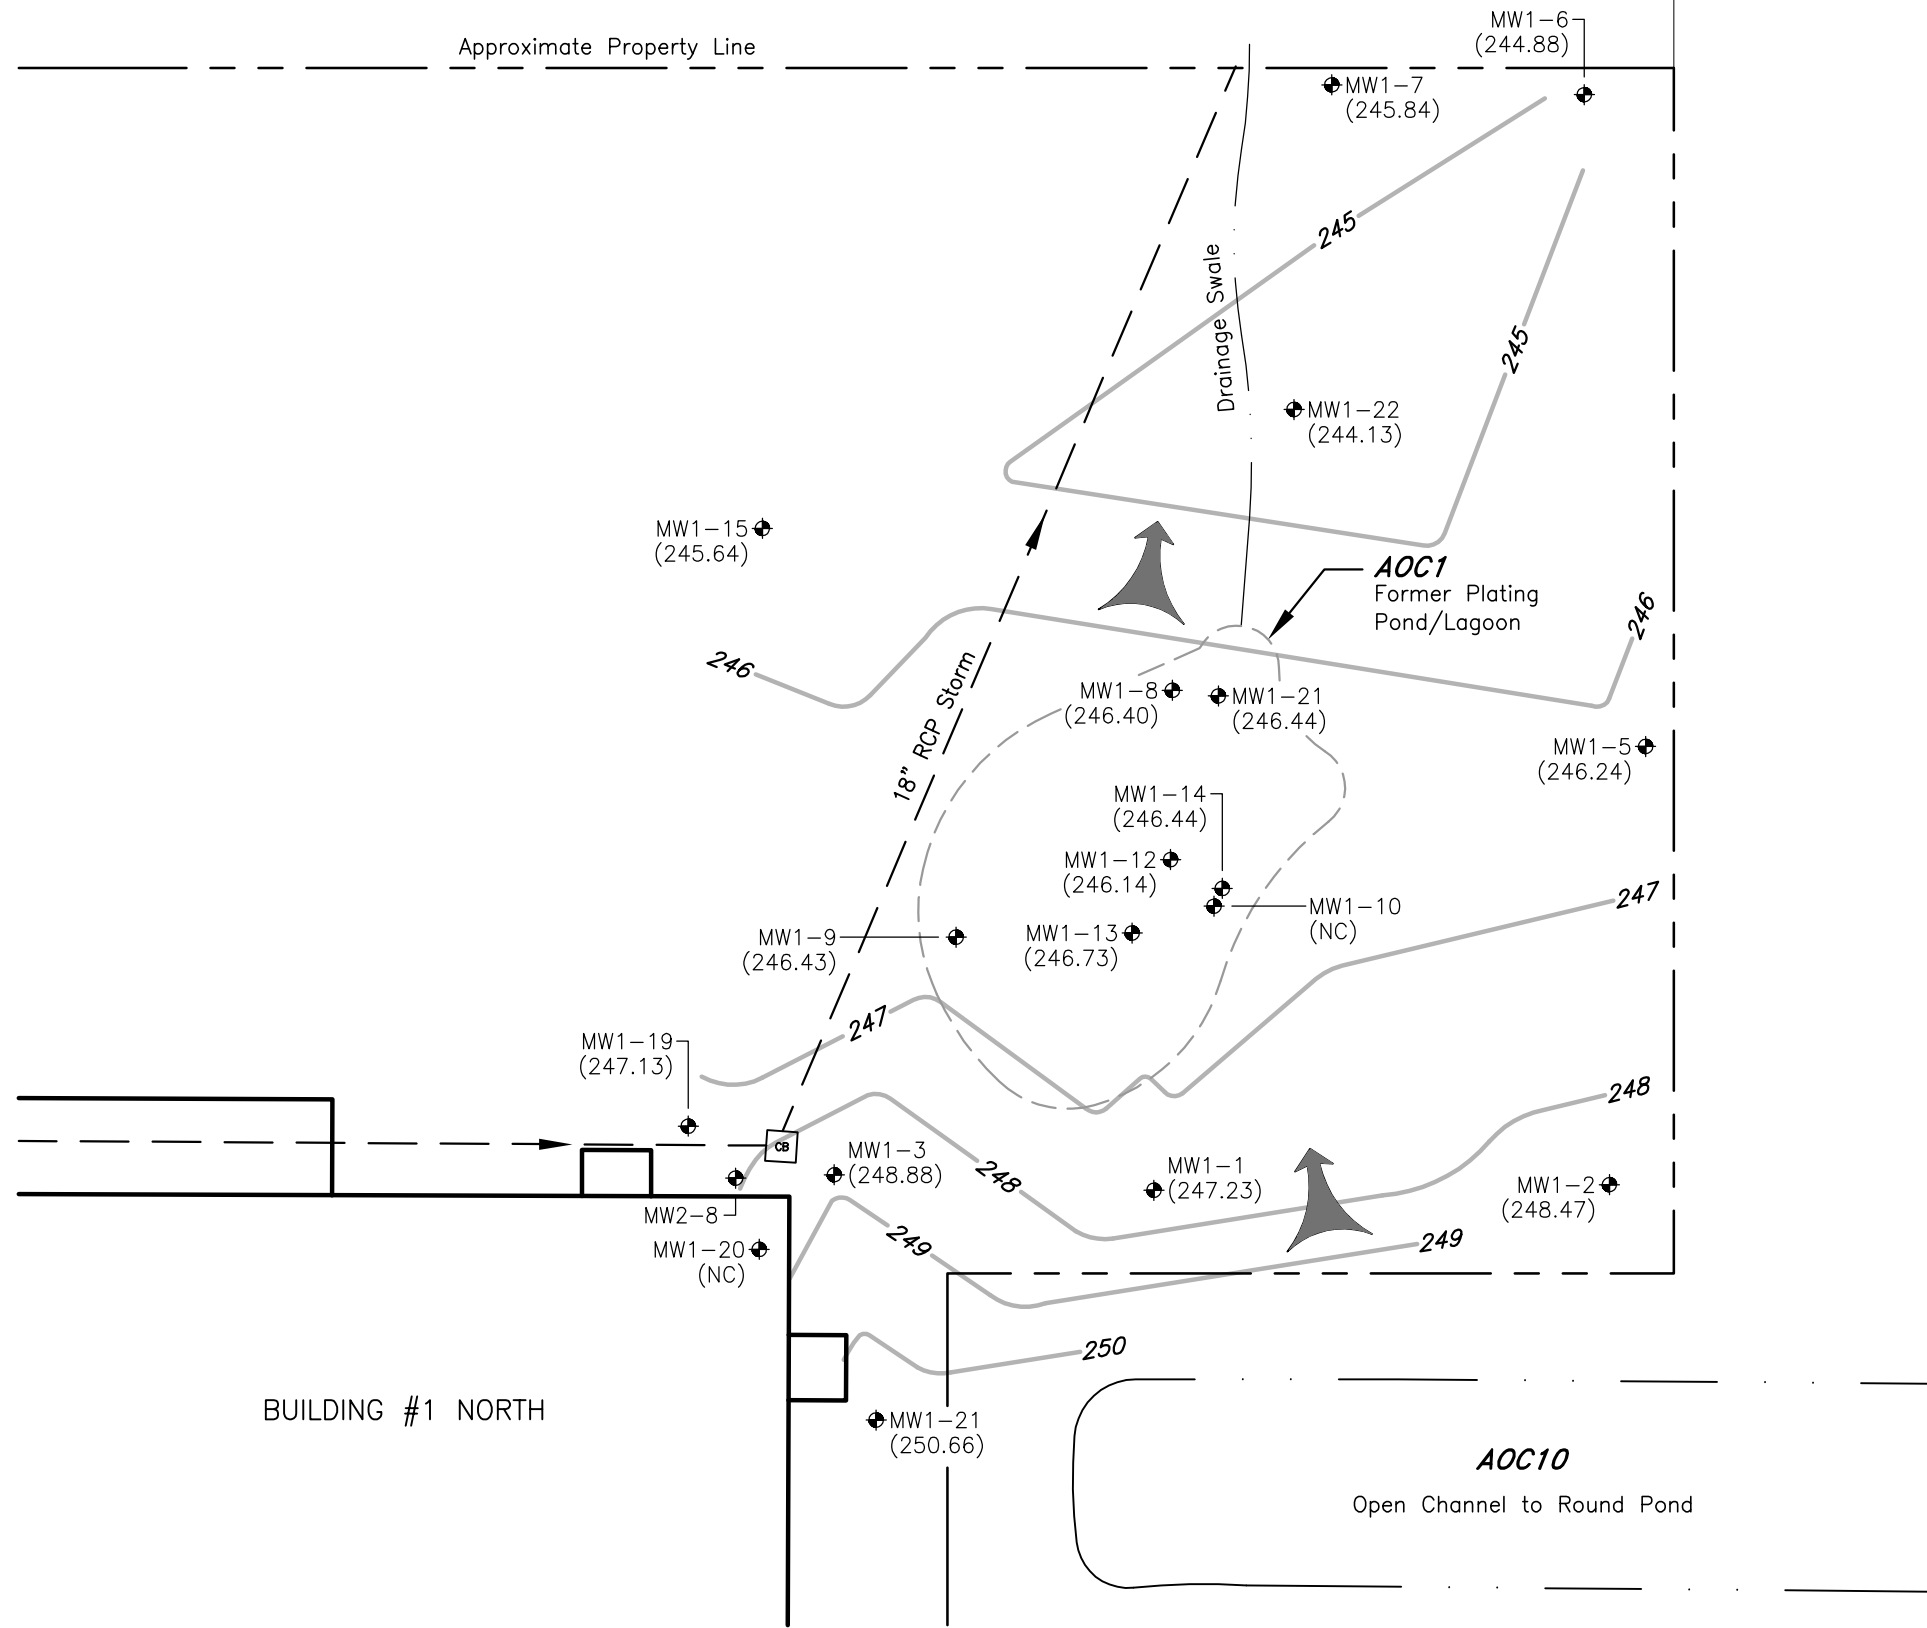 MW1-6
(244.88)
Approximate Property Line
MW1-7
(245.84)
245
Drainage Swale
245
MW1-22
(244.13)
MW1-15
(245.64)
AOC1
Former Plating
Pond/Lagoon
246
246
18" RCP Storm
MW1-8
(246.40)
MW1-21
(246.44)
MW1-5
(246.24)
MW1-14
(246.44)
MW1-12
(246.14)
MW1-10
(NC)
MW1-9
(246.43)
MW1-13
(246.73)
247
247
MW1-19
(247.13)
248
CB
MW1-3
(248.88)
248
MW1-1
(247.23)
MW1-2
(248.47)
MW2-8
MW1-20
(NC)
249
249
250
BUILDING #1 NORTH
MW1-21
(250.66)
AOC10
Open Channel to Round Pond